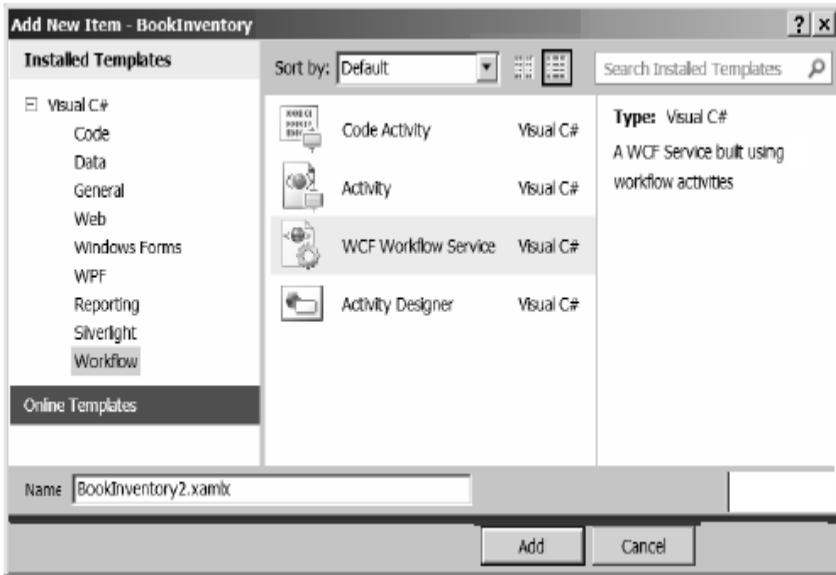 Add New Item - BookInventory
Installed Templates
Visual C#
Code
Data
General
Web
Windows Forms
WPF
Reporting
Silverlight
Workflow
Online Templates
Sort by: Default
Search Installed Templates
Code Activity Visual C#
Activity Visual C#
WCF Workflow Service Visual C#
Activity Designer Visual C#
Type: Visual C#
A WCF Service built using
workflow activities
Name BookInventory2.xamlx
Add Cancel